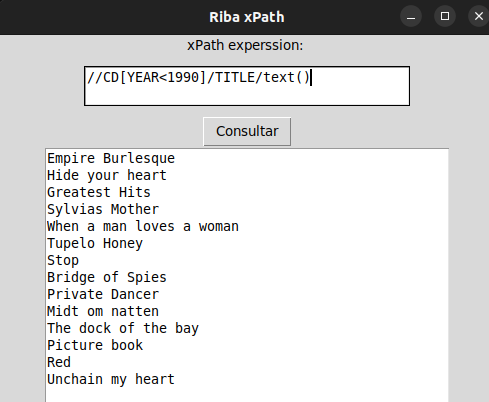 Riba xPath
xPath experssion:
//CD[YEAR<1990]/TITLE/text()
Consultar
Empire Burlesque
Hide your heart
Greatest Hits
Sylvias Mother
When a man loves a woman
Tupelo Honey
Stop
Bridge of Spies
Private Dancer
Midt om natten
The dock of the bay
Picture book
Red
Unchain my heart